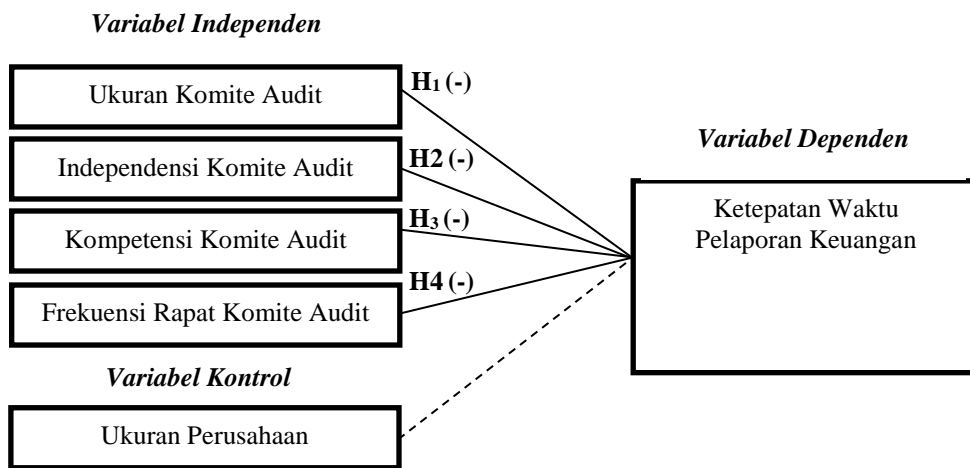 Variabel Independen
Ukuran Komite Audit
H1 (-)
Independensi Komite Audit
H2 (-)
Kompetensi Komite Audit
H3 (-)
Frekuensi Rapat Komite Audit
H4 (-)
Variabel Kontrol
Ukuran Perusahaan
Variabel Dependen
Ketepatan Waktu
Pelaporan Keuangan